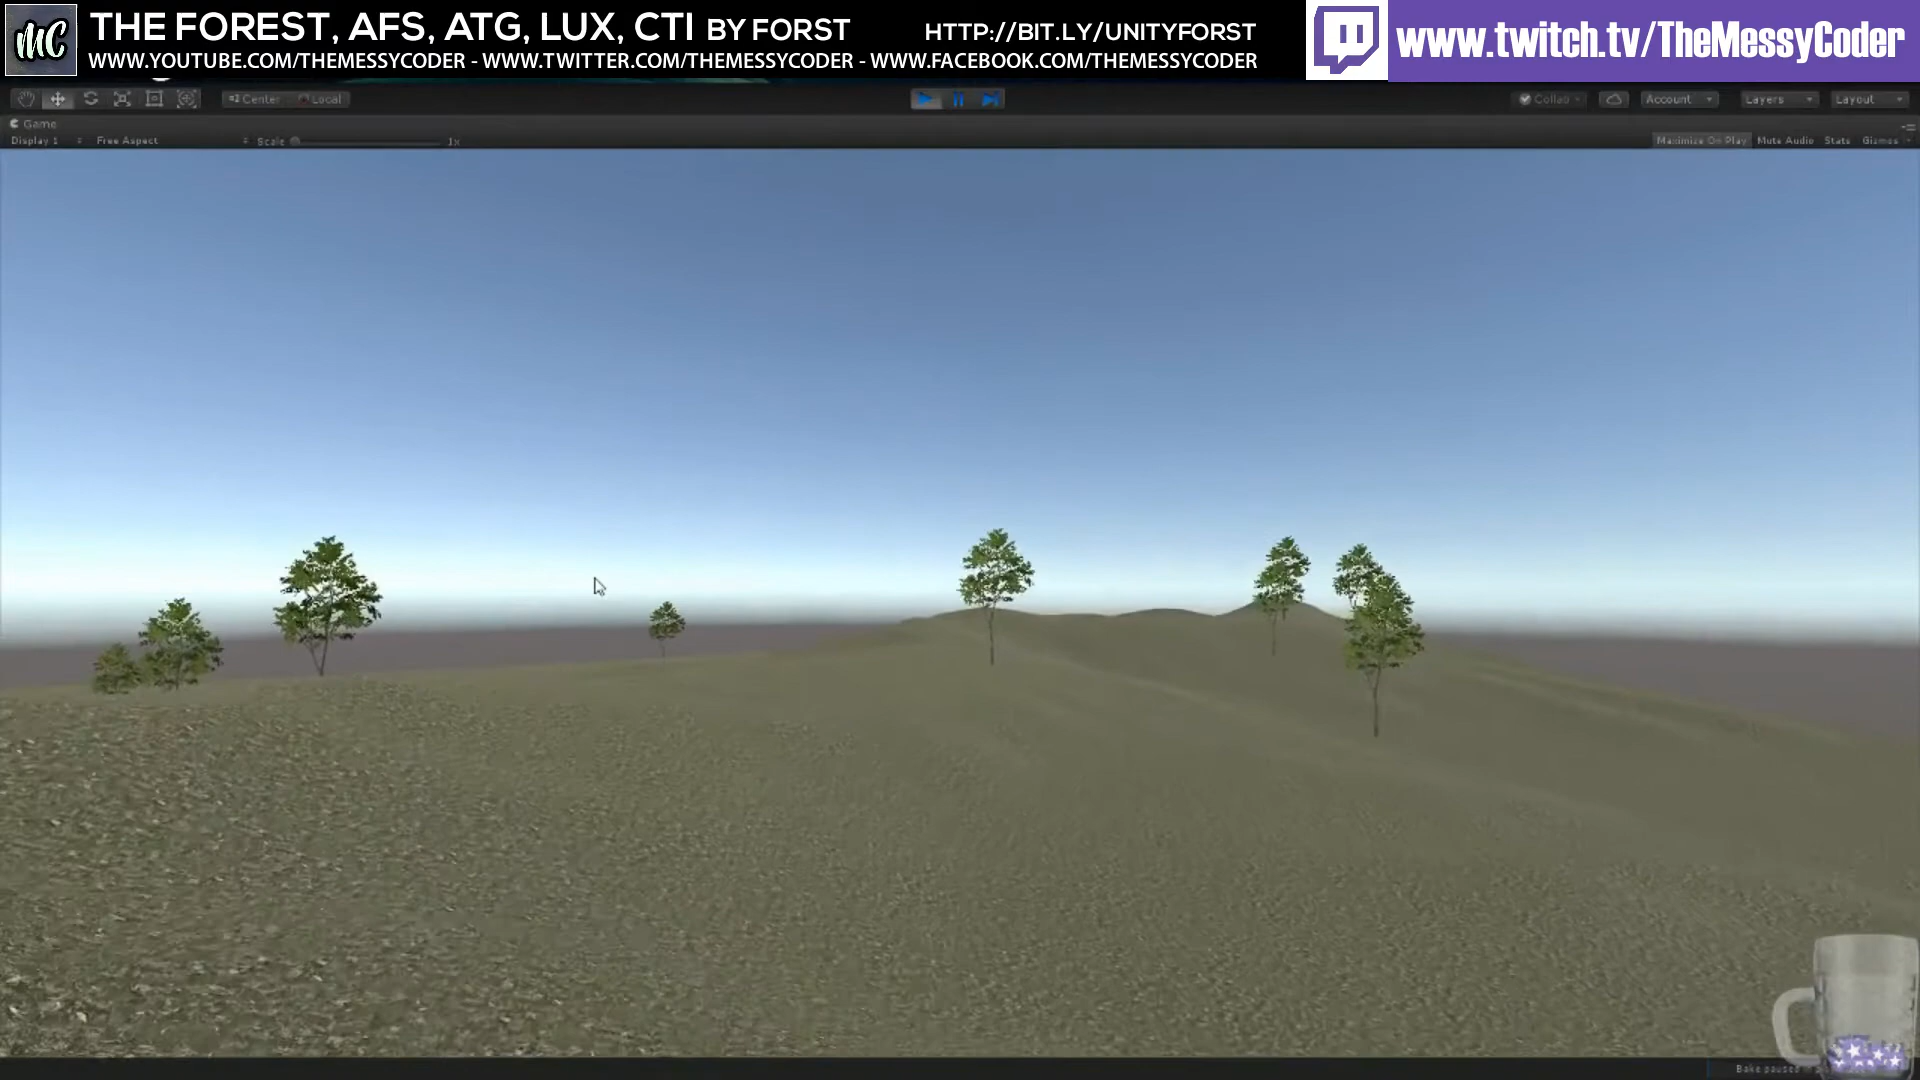 MC
THE FOREST, AFS, ATG, LUX, CTI BY FORST
HTTP://BIT.LY/UNITYFORST
WWW.YOUTUBE.COM/THEMESSYCODER - WWW.TWITTER.COM/THEMESSYCODER - WWW.FACEBOOK.COM/THEMESSYCODER
www.twitch.tv/TheMessyCoder
Center Local
Collab Account Layers Layout
Game
Display 1 Free Aspect Scale 1x
Maximize On Play Mute Audio Stats Gizmos
Bake paused